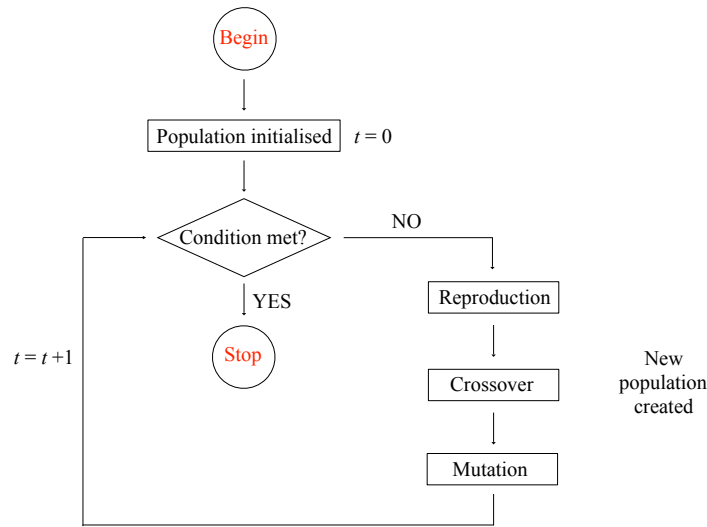 Begin
Population initialised
t = 0
Condition met?
NO
YES
Reproduction
Stop
t = t +1
Crossover
New
population
created
Mutation